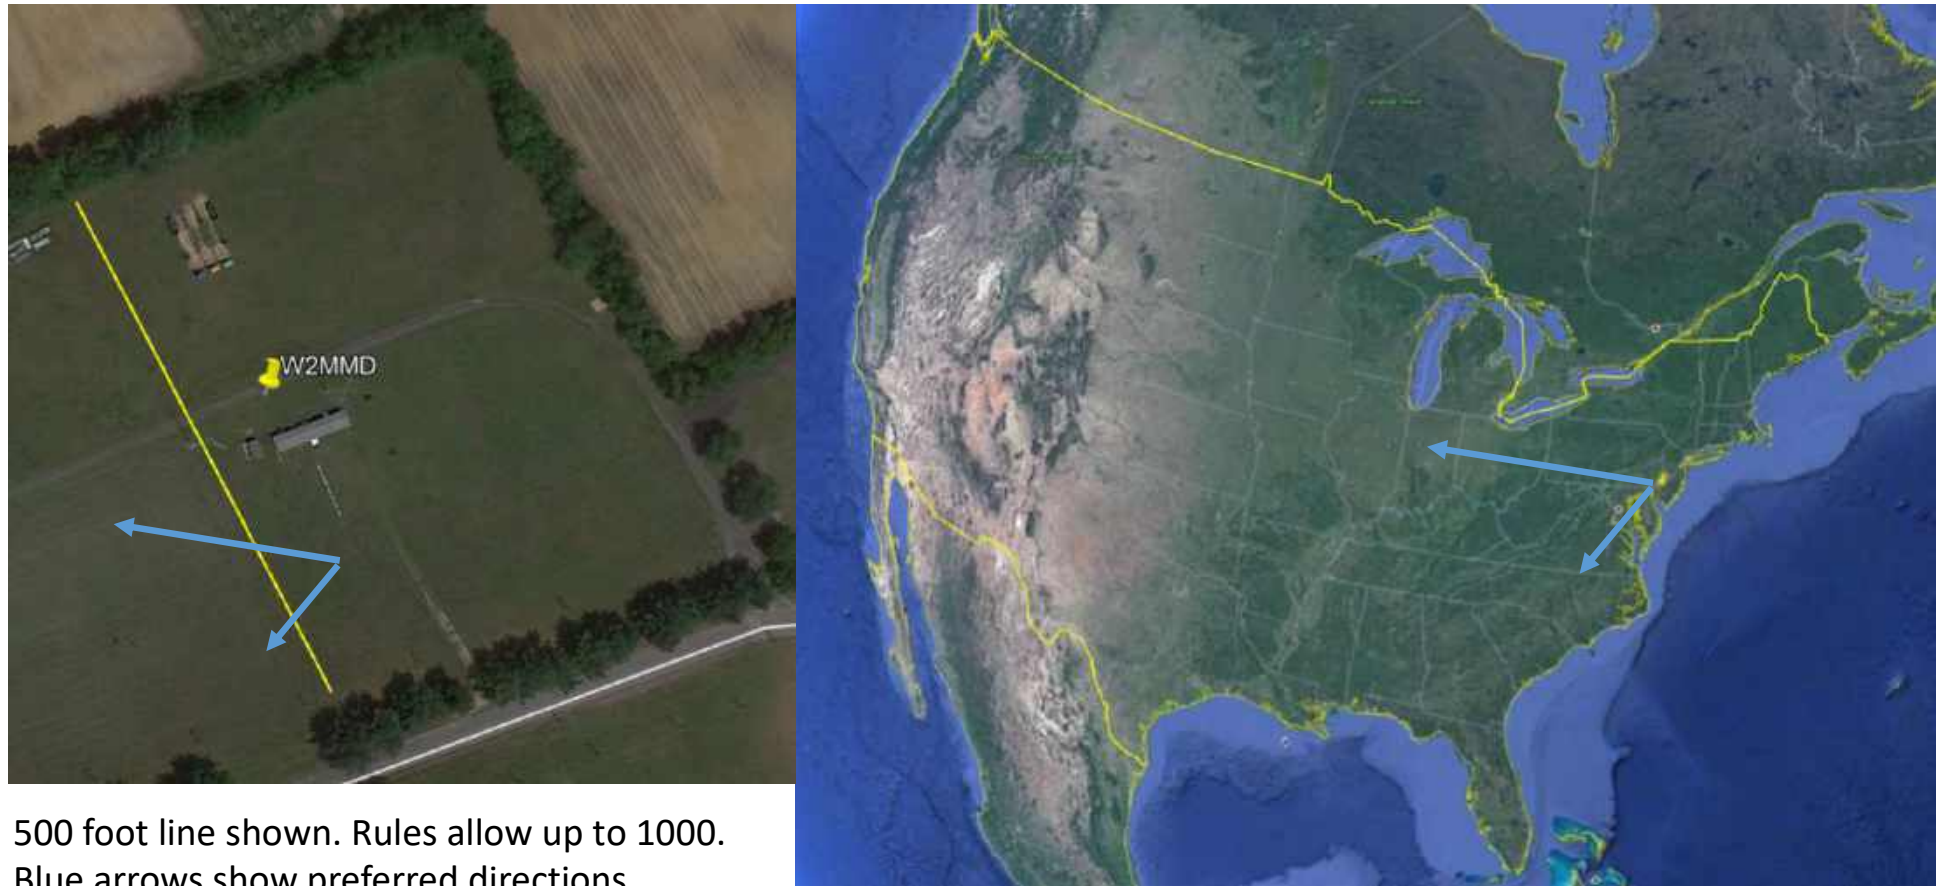 W2MMD
500 foot line shown. Rules allow up to 1000.
Blue arrows show preferred directions